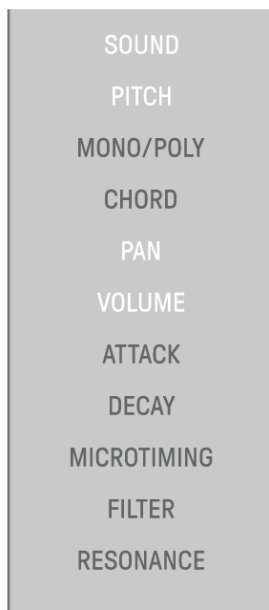 SOUND
PITCH
MONO/POLY
CHORD
PAN
VOLUME
ATTACK
DECAY
MICROTIMING
FILTER
RESONANCE